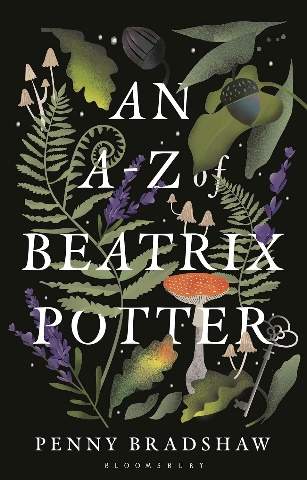 AN
A-Z of
BEATRIX
POTTER
PENNY BRADSHAW
BLOOMSBURY